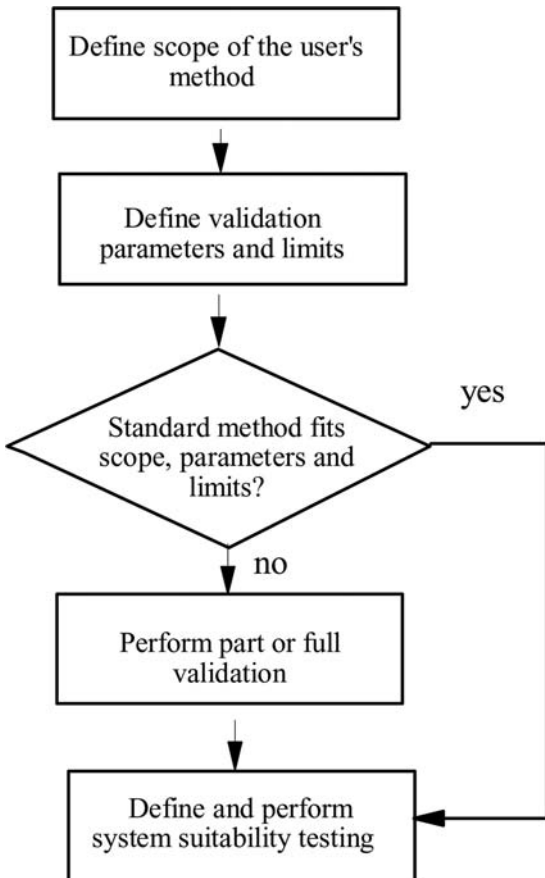 Define scope of the user's
method
Define validation
parameters and limits
yes
Standard method fits
scope, parameters and
limits?
no
Perform part or full
validation
Define and perform
system suitability testing